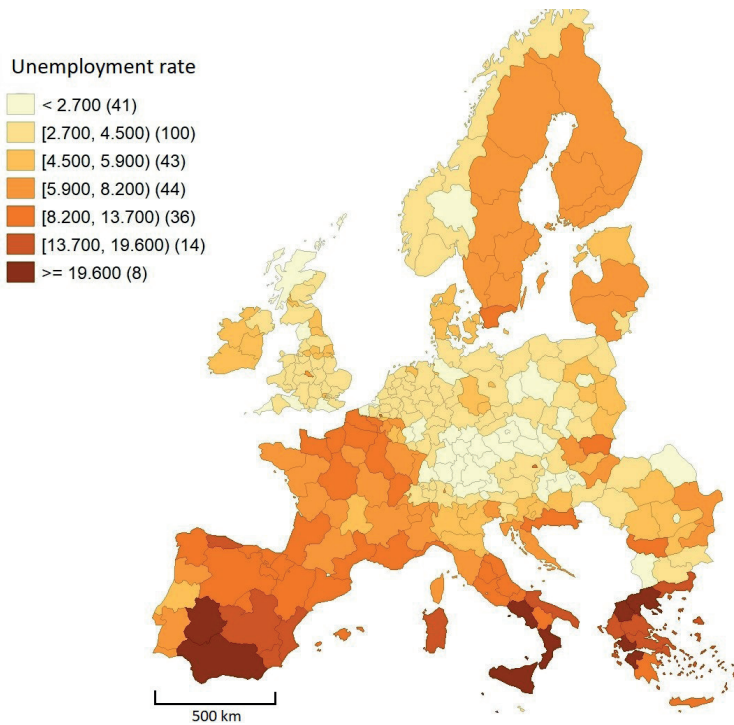 Unemployment rate
< 2.700 (41)
[2.700, 4.500) (100)
[4.500, 5.900) (43)
[5.900, 8.200) (44)
[8.200, 13.700) (36)
[13.700, 19.600) (14)
>= 19.600 (8)
500 km